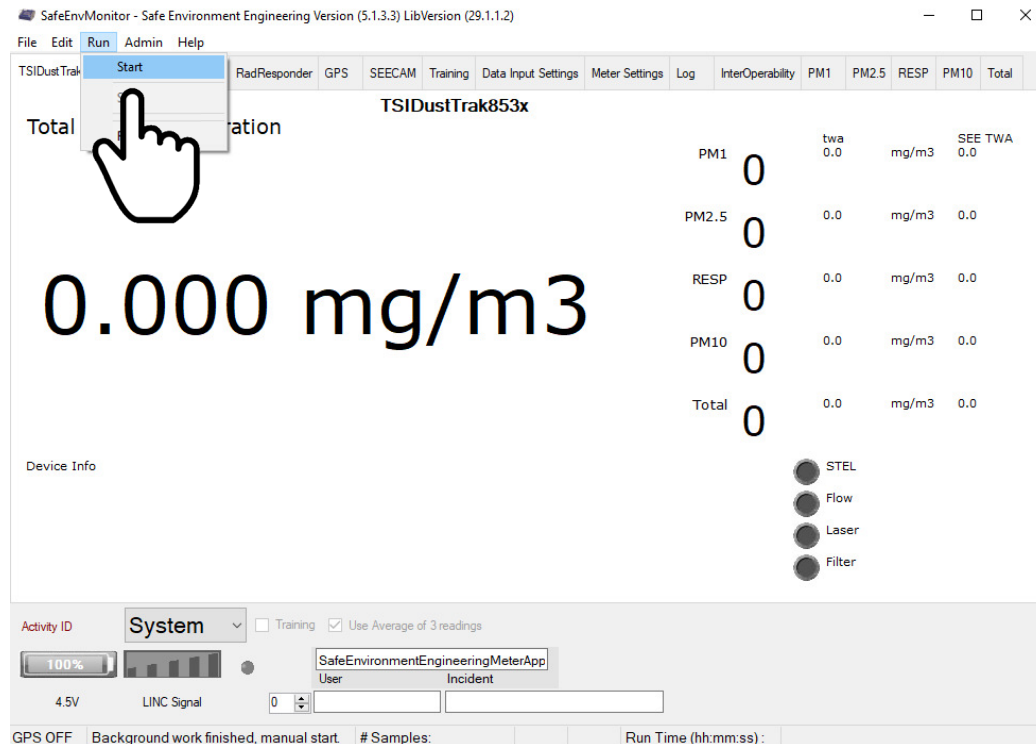 SafeEnvMonitor - Safe Environment Engineering Version (5.1.3.3) LibVersion (29.1.1.2)
File Edit Run Admin Help
TSIDustTrak RadResponder GPS SEECAM Training Data Input Settings Meter Settings Log InterOperability PM1 PM2.5 RESP PM10 Total
Start
TSIDustTrak853x
Total ration
twa SEE TWA
PM1 0 0.0 mg/m3 0.0
PM2.5 0 0.0 mg/m3 0.0
RESP 0 0.0 mg/m3 0.0
0.000 mg/m3
PM10 0 0.0 mg/m3 0.0
Total 0 0.0 mg/m3 0.0
Device Info
STEL
Flow
Laser
Filter
Activity ID System Training Use Average of 3 readings
100%
SafeEnvironmentEngineeringMeterApp
User Incident
4.5V LINC Signal 0
GPS OFF Background work finished, manual start. # Samples: Run Time (hh:mm:ss) :